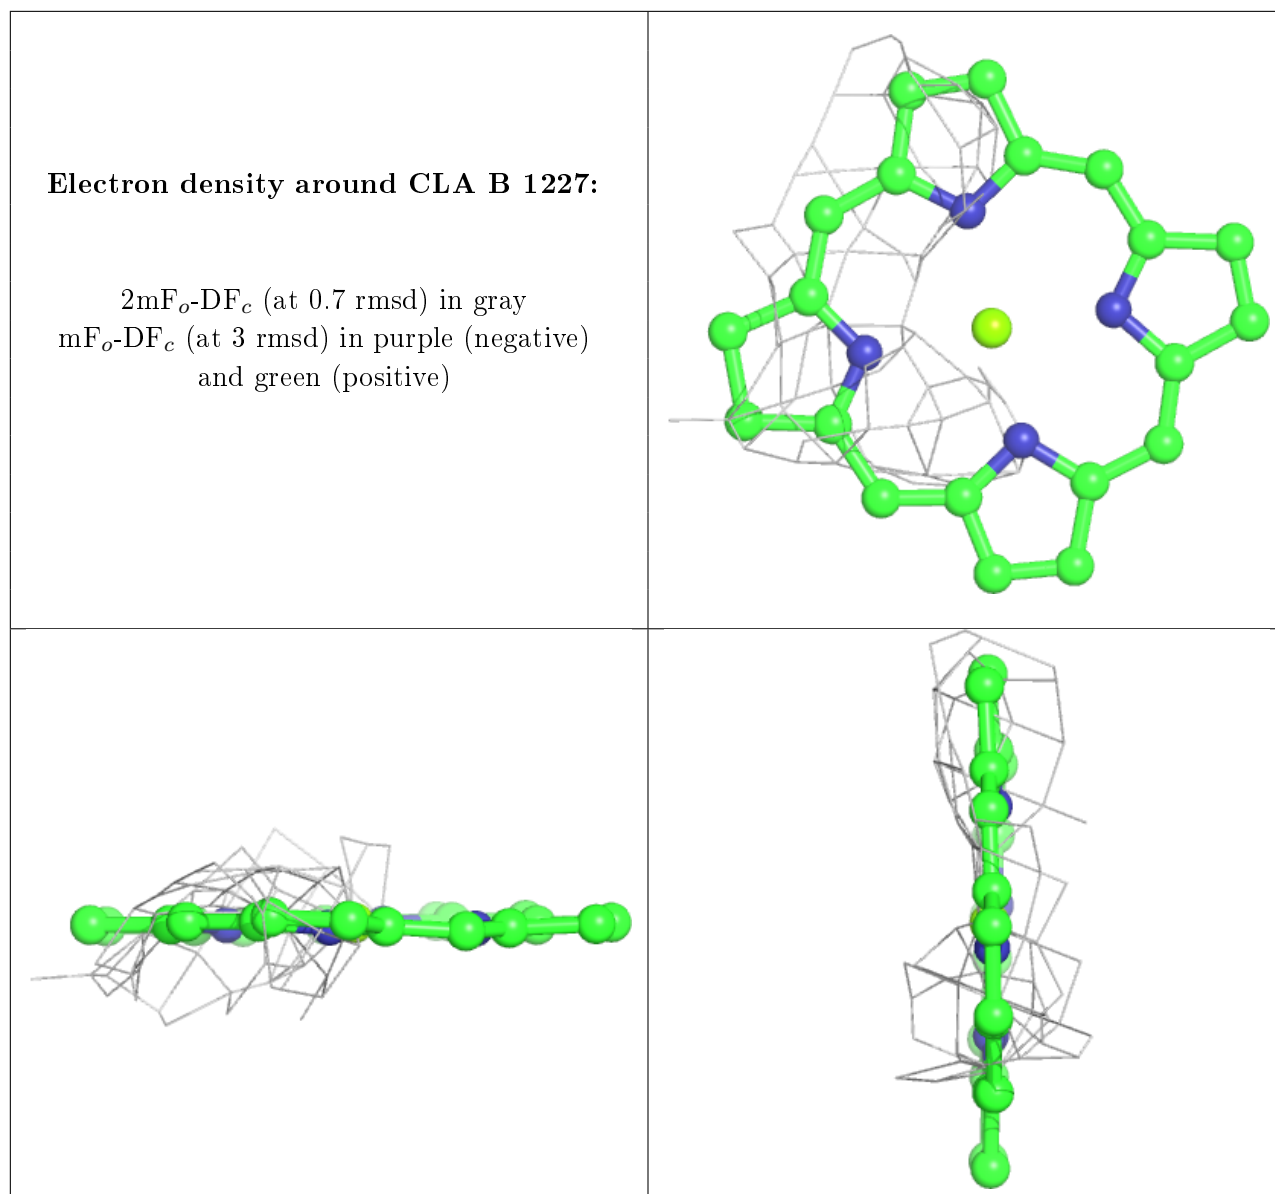 Electron density around CLA B 1227:
2mFo-DFc (at 0.7 rmsd) in gray
mFo-DFc (at 3 rmsd) in purple (negative)
and green (positive)